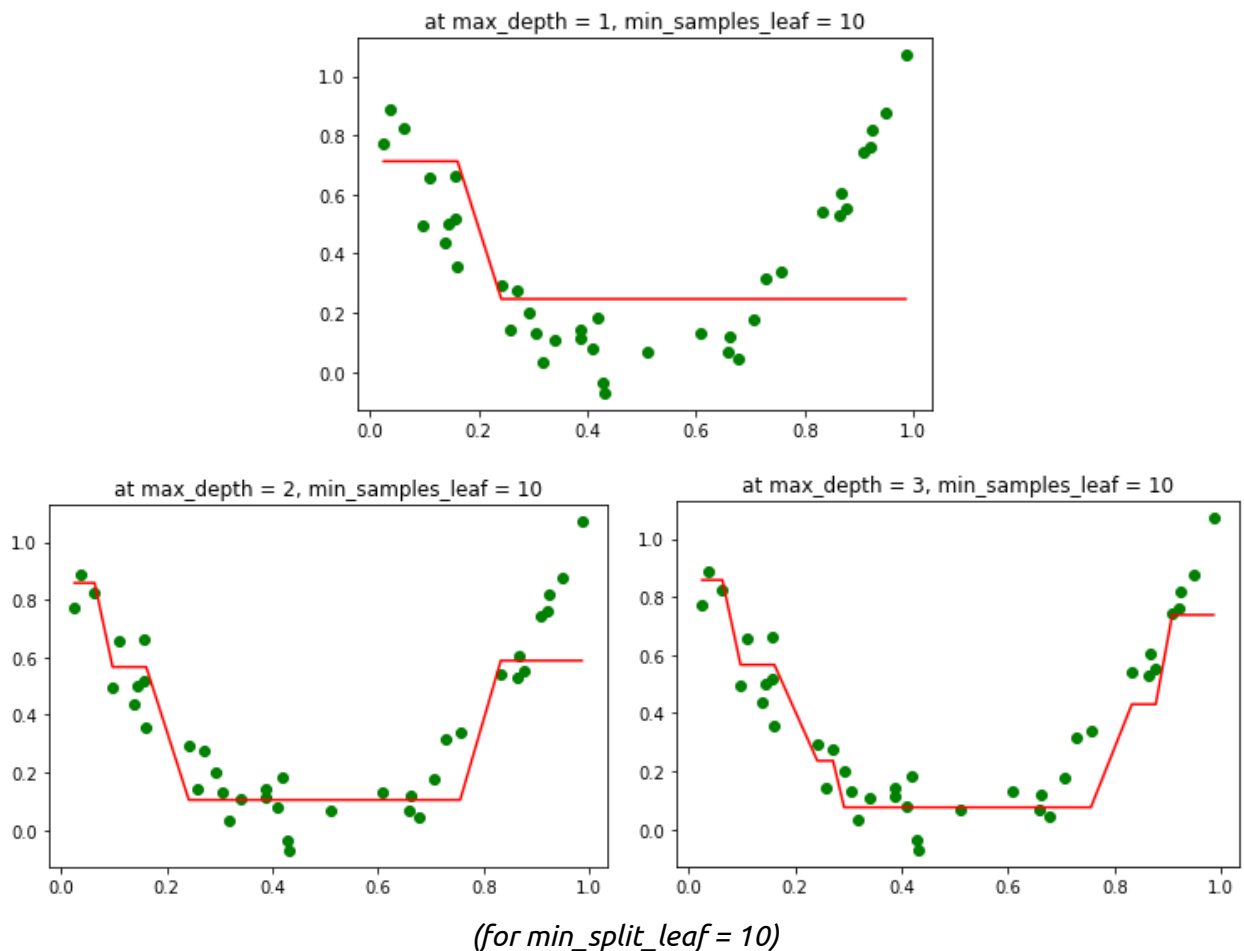 at max_depth = 1, min_samples_leaf = 10
1.0
0.8
0.6
0.4
0.2
0.0
0.0 0.2 0.4 0.6 0.8 1.0
at max_depth = 2, min_samples_leaf = 10
1.0
0.8
0.6
0.4
0.2
0.0
0.0 0.2 0.4 0.6 0.8 1.0
at max_depth = 3, min_samples_leaf = 10
1.0
0.8
0.6
0.4
0.2
0.0
0.0 0.2 0.4 0.6 0.8 1.0
(for min_split_leaf = 10)